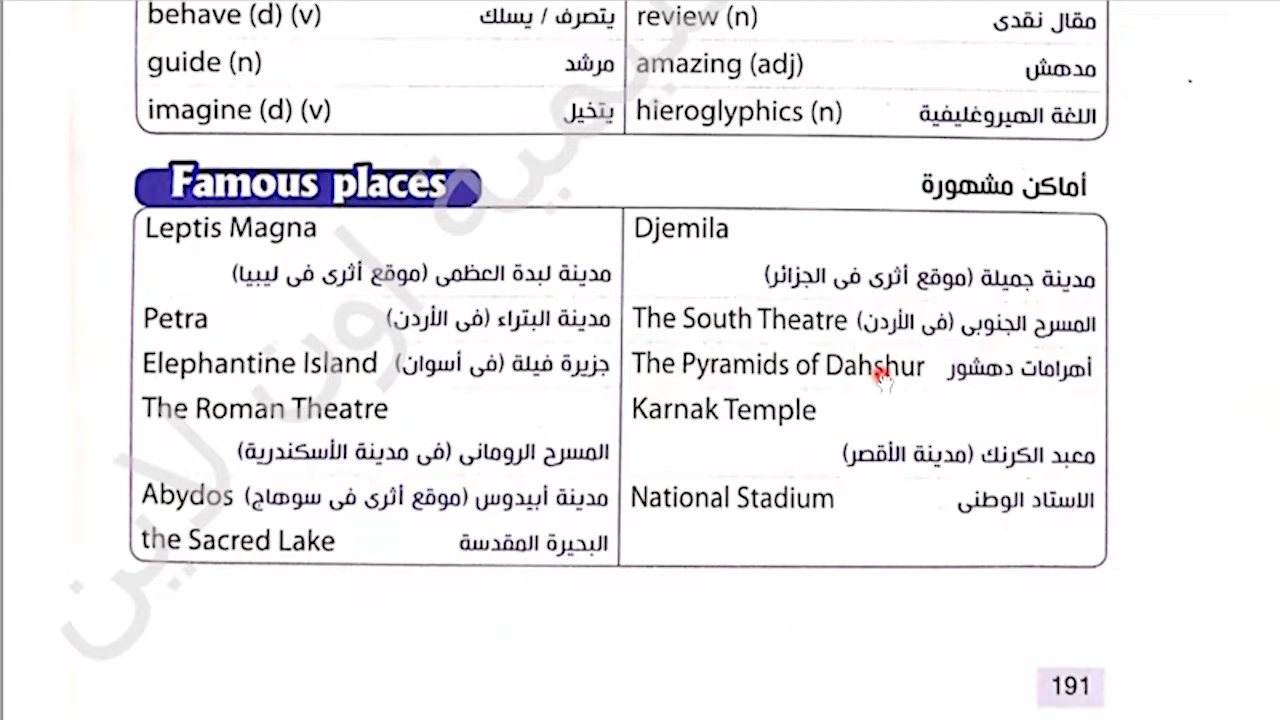 behave (d) (v) يتصرف / يسلك review (n) مقال نقدى
guide (n) مرشد amazing (adj) مدهش
imagine (d) (v) يتخيل hieroglyphics (n) اللغة الهيروغليفية
Famous places أماكن مشهورة
Leptis Magna Djemila
مدينة لبدة العظمى (موقع أثرى فى ليبيا) مدينة جميلة (موقع أثرى فى الجزائر)
Petra مدينة البتراء (فى الأردن) The South Theatre المسرح الجنوبى (فى الأردن)
Elephantine Island جزيرة فيلة (فى أسوان) The Pyramids of Dahshur أهرامات دهشور
The Roman Theatre Karnak Temple
المسرح الرومانى (فى مدينة الأسكندرية) معبد الكرنك (مدينة الأقصر)
Abydos مدينة أبيدوس (موقع أثرى فى سوهاج) National Stadium الاستاد الوطنى
the Sacred Lake البحيرة المقدسة
اون لاين
191